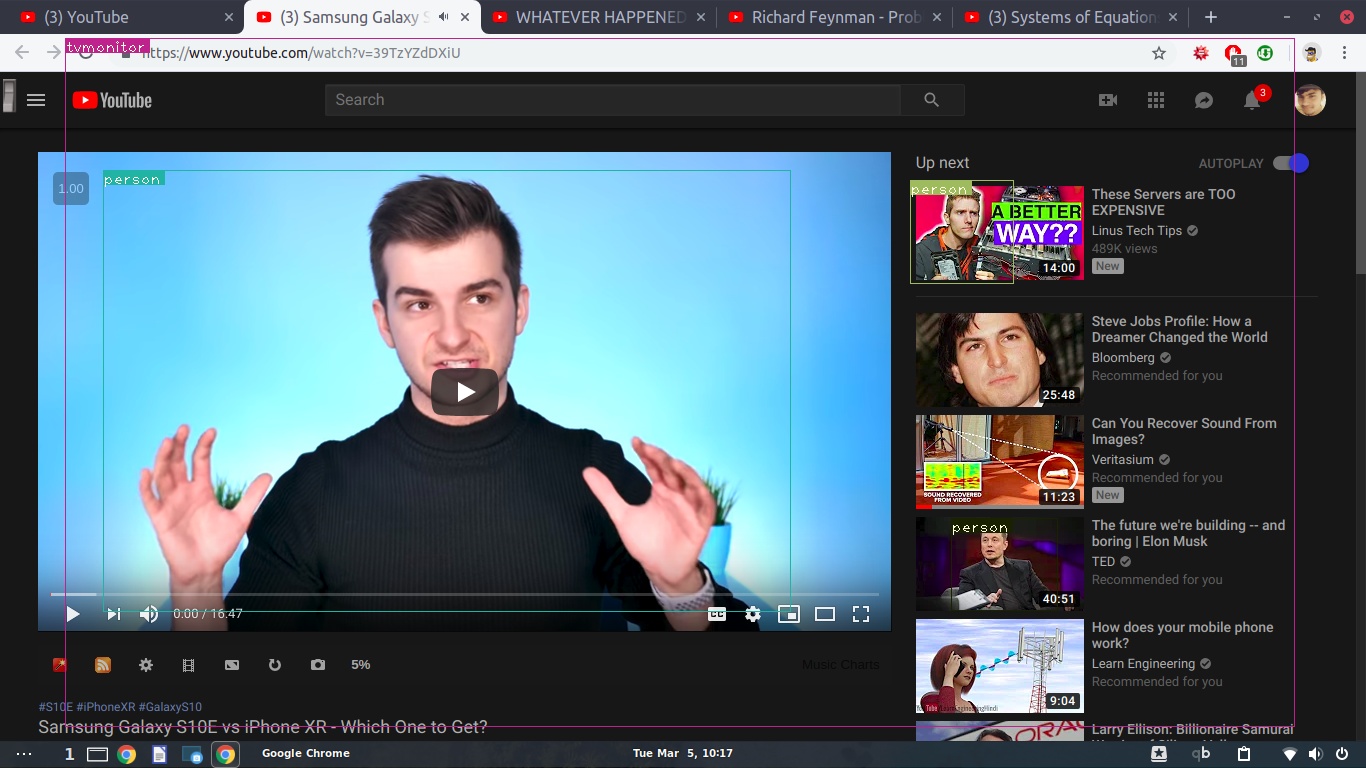 (3) YouTube
(3) Samsung Galaxy S
WHATEVER HAPPENED
Richard Feynman - Prob
(3) Systems of Equation
tvmonitor
https://www.youtube.com/watch?v=39TzYZdDXiU
11
YouTube
Search
3
1.00
person
Up next
AUTOPLAY
person
A BETTER
WAY??
14:00
These Servers are TOO
EXPENSIVE
Linus Tech Tips
489K views
New
25:48
Steve Jobs Profile: How a
Dreamer Changed the World
Bloomberg
Recommended for you
SOUND RECOVERED
FROM VIDEO
11:23
Can You Recover Sound From
Images?
Veritasium
Recommended for you
New
person
40:51
The future we're building -- and
boring | Elon Musk
TED
Recommended for you
9:04
How does your mobile phone
work?
Learn Engineering
Recommended for you
0:00 / 16:47
CC
5%
Music Charts
#S10E #iPhoneXR #GalaxyS10
Samsung Galaxy S10E vs iPhone XR - Which One to Get?
ORA
Larry Ellison: Billionaire Samurai
1
Google Chrome
Tue Mar 5, 10:17
qb